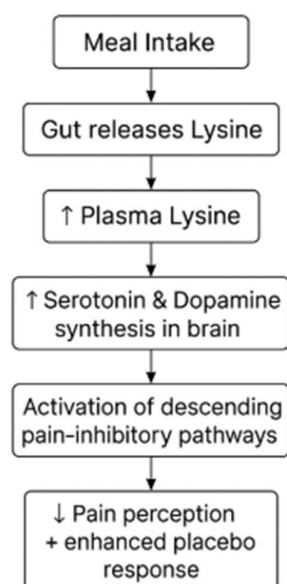 Meal Intake
Gut releases Lysine
↑ Plasma Lysine
↑ Serotonin & Dopamine
synthesis in brain
Activation of descending
pain-inhibitory pathways
↓ Pain perception
+ enhanced placebo
response